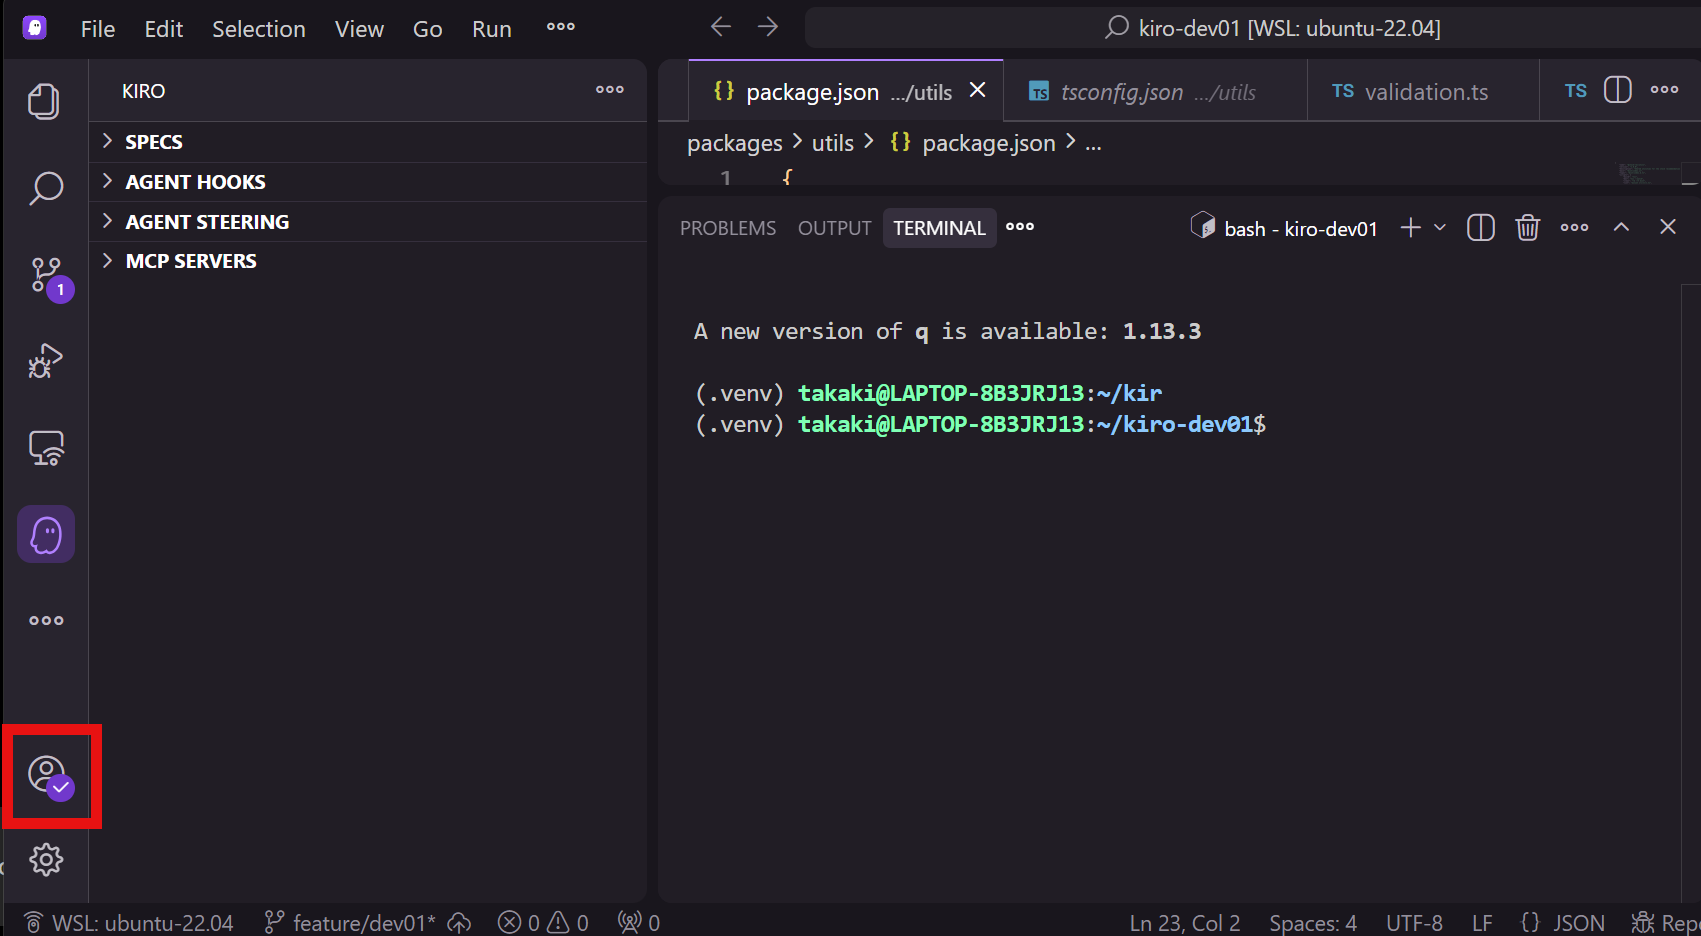 File Edit Selection View Go Run
kiro-dev01 [WSL: ubuntu-22.04]
KIRO
SPECS
AGENT HOOKS
AGENT STEERING
MCP SERVERS
1
{} package.json .../utils
TS tsconfig.json .../utils
TS validation.ts
TS
packages > utils > {} package.json > ...
1 {
PROBLEMS OUTPUT TERMINAL
bash - kiro-dev01
A new version of q is available: 1.13.3
(.venv) takaki@LAPTOP-8B3JRJ13:~/kir
(.venv) takaki@LAPTOP-8B3JRJ13:~/kiro-dev01$
WSL: ubuntu-22.04 feature/dev01* 0 0 0 Ln 23, Col 2 Spaces: 4 UTF-8 LF {} JSON Rep